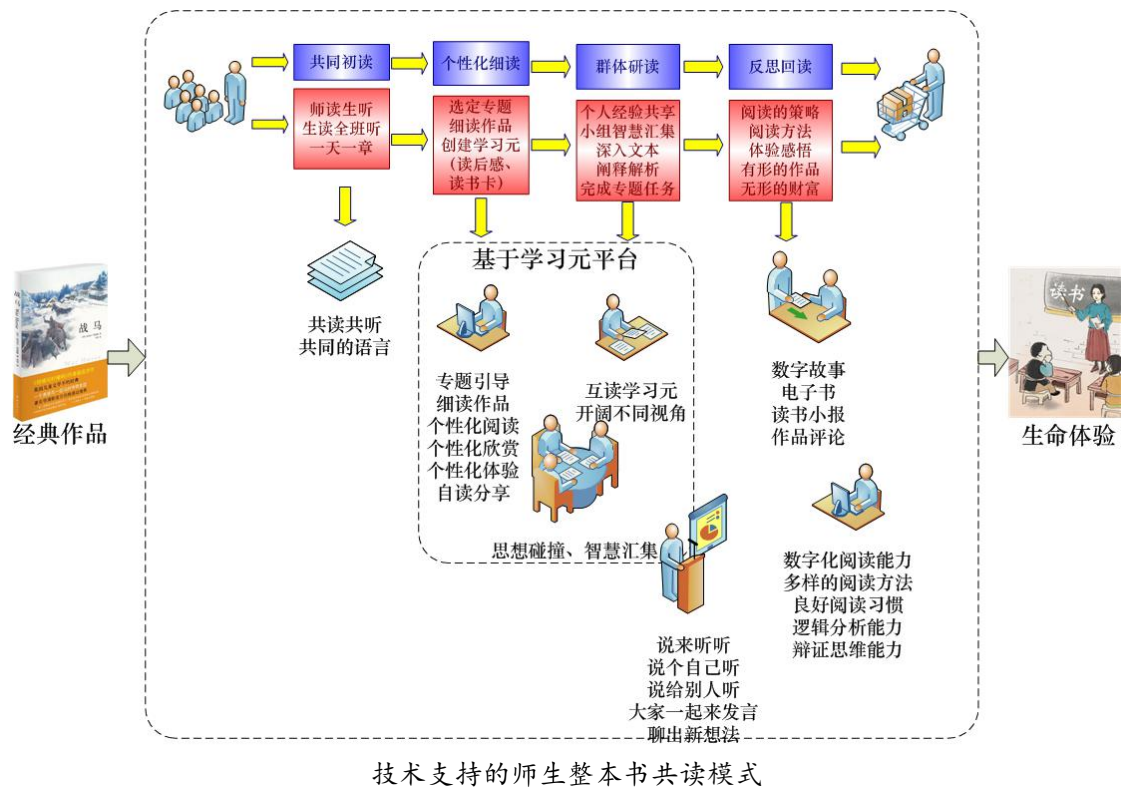 共同初读
个性化细读
群体研读
反思回读
师读生听
生读全班听
一天一章
选定专题
细读作品
创建学习元
(读后感、
读书卡)
个人经验共享
小组智慧汇集
深入文本
阐释解析
完成专题任务
阅读的策略
阅读方法
体验感悟
有形的作品
无形的财富
基于学习元平台
共读共听
共同的语言
专题引导
细读作品
个性化阅读
个性化欣赏
个性化体验
自读分享
互读学习元
开阔不同视角
思想碰撞、智慧汇集
数字故事
电子书
读书小报
作品评论
说来听听
说个自己听
说给别人听
大家一起来发言
聊出新想法
数字化阅读能力
多样的阅读方法
良好阅读习惯
逻辑分析能力
辩证思维能力
战马
经典作品
读书
生命体验
技术支持的师生整本书共读模式